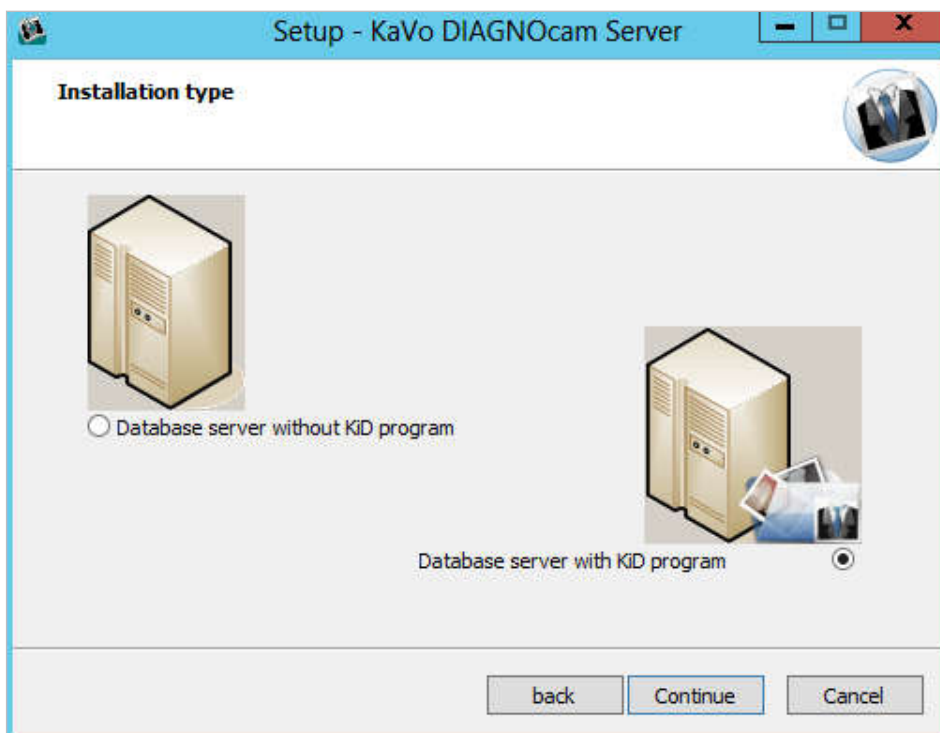 Setup - KaVo DIAGNOcam Server
Installation type
Database server without KiD program
Database server with KiD program
back
Continue
Cancel